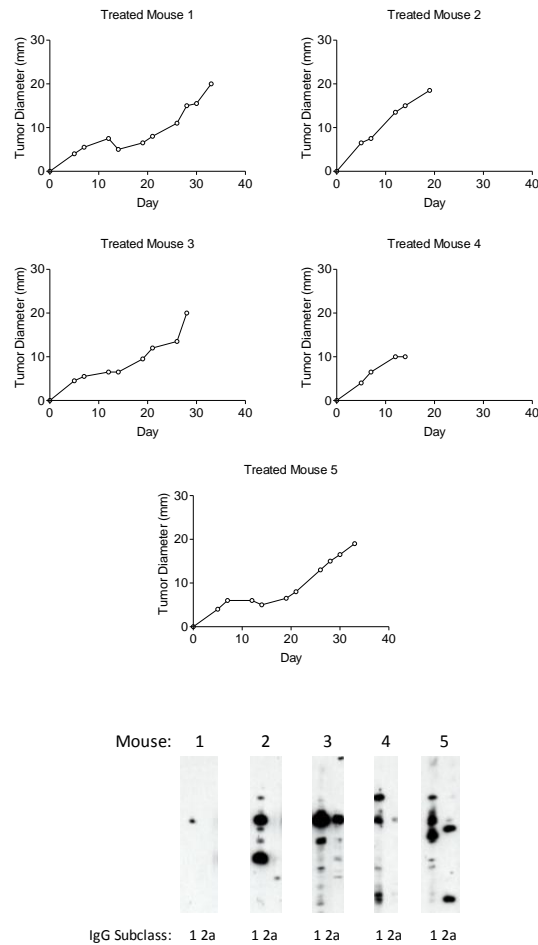 Treated Mouse 1
Tumor Diameter (mm)
30
20
10
0
0 10 20 30 40
Day
Treated Mouse 2
Tumor Diameter (mm)
30
20
10
0
0 10 20 30 40
Day
Treated Mouse 3
Tumor Diameter (mm)
30
20
10
0
0 10 20 30 40
Day
Treated Mouse 4
Tumor Diameter (mm)
30
20
10
0
0 10 20 30 40
Day
Treated Mouse 5
Tumor Diameter (mm)
30
20
10
0
0 10 20 30 40
Day
Mouse: 1 2 3 4 5
IgG Subclass: 1 2a 1 2a 1 2a 1 2a 1 2a